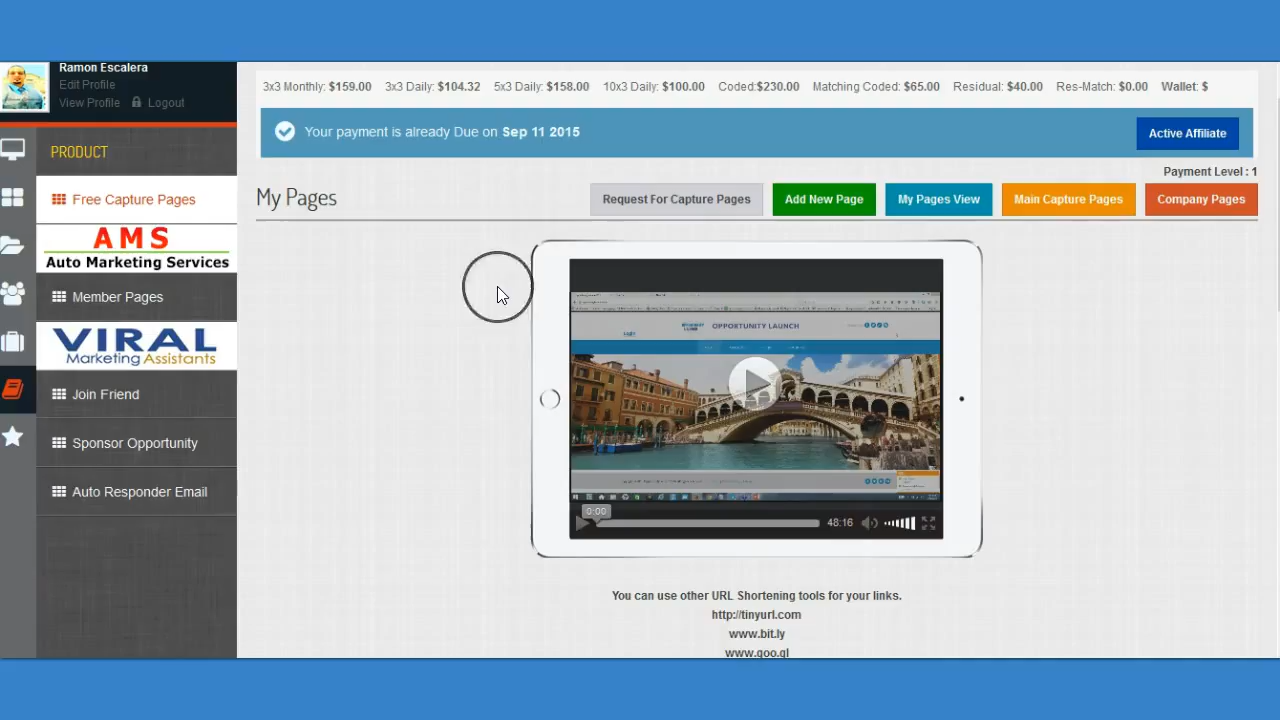 Ramon Escalera
Edit Profile
View Profile Logout
3x3 Monthly: $159.00 3x3 Daily: $104.32 5x3 Daily: $158.00 10x3 Daily: $100.00 Coded:$230.00 Matching Coded: $65.00 Residual: $40.00 Res-Match: $0.00 Wallet: $
Your payment is already Due on Sep 11 2015
Active Affiliate
Payment Level : 1
PRODUCT
Free Capture Pages
AMS
Auto Marketing Services
Member Pages
VIRAL
Marketing Assistants
Join Friend
Sponsor Opportunity
Auto Responder Email
My Pages
Request For Capture Pages
Add New Page
My Pages View
Main Capture Pages
Company Pages
OPPORTUNITY LAUNCH
0:00
48:16
You can use other URL Shortening tools for your links.
http://tinyurl.com
www.bit.ly
www.goo.gl